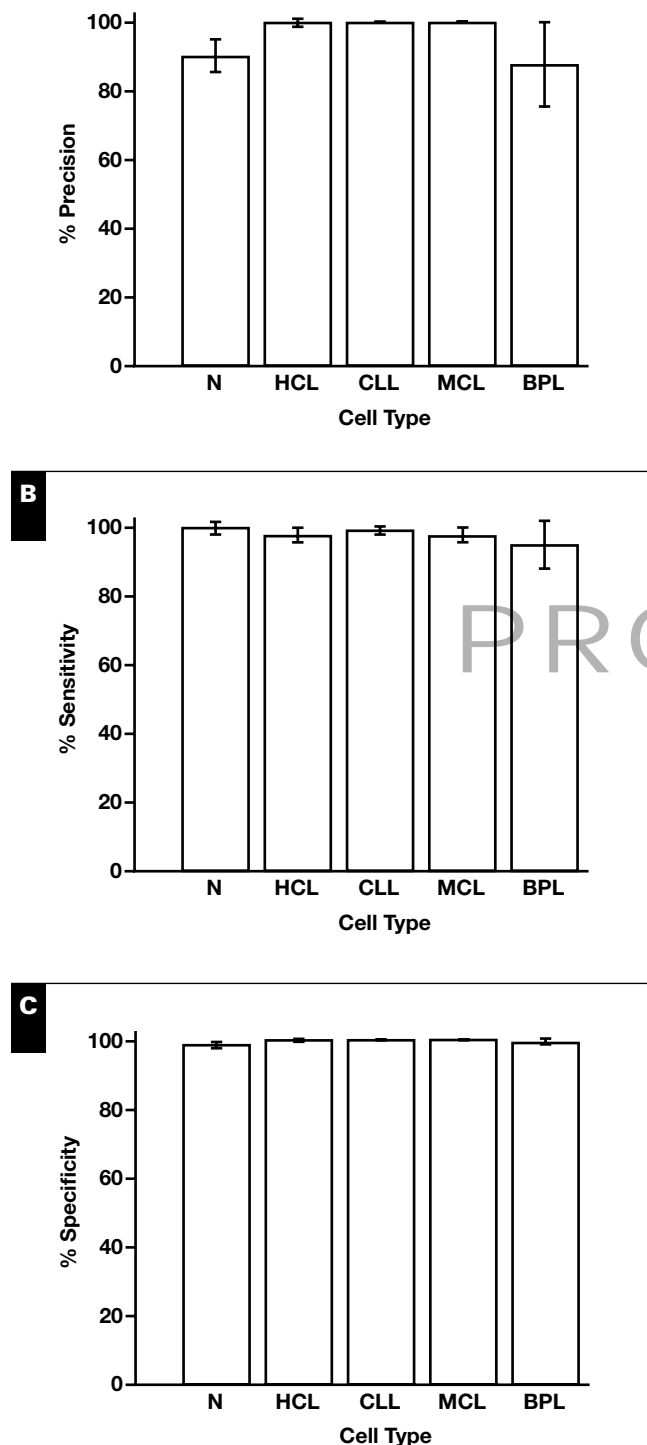 100
80
60
40
20
0
% Precision
N HCL CLL MCL BPL
Cell Type
B
100
80
60
40
20
0
% Sensitivity
PRO
N HCL CLL MCL BPL
Cell Type
C
100
80
60
40
20
0
% Specificity
N HCL CLL MCL BPL
Cell Type